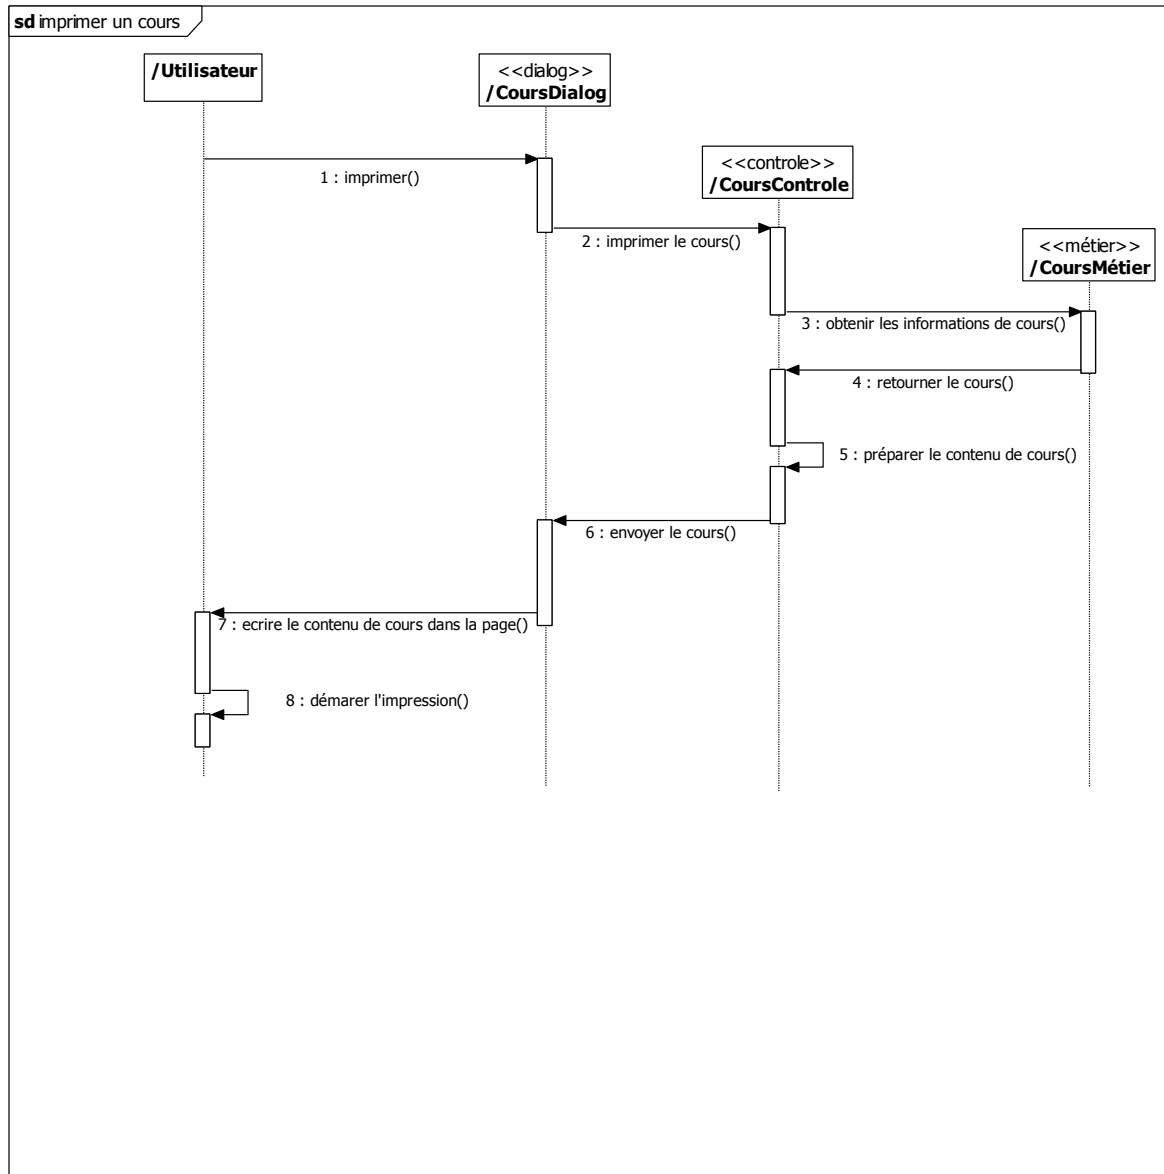 sd imprimer un cours
/Utilisateur
<<dialog>>
/CoursDialog
<<controle>>
/CoursControle
<<métier>>
/CoursMétier
1 : imprimer()
2 : imprimer le cours()
3 : obtenir les informations de cours()
4 : retourner le cours()
5 : préparer le contenu de cours()
6 : envoyer le cours()
7 : ecrire le contenu de cours dans la page()
8 : démarer l'impression()